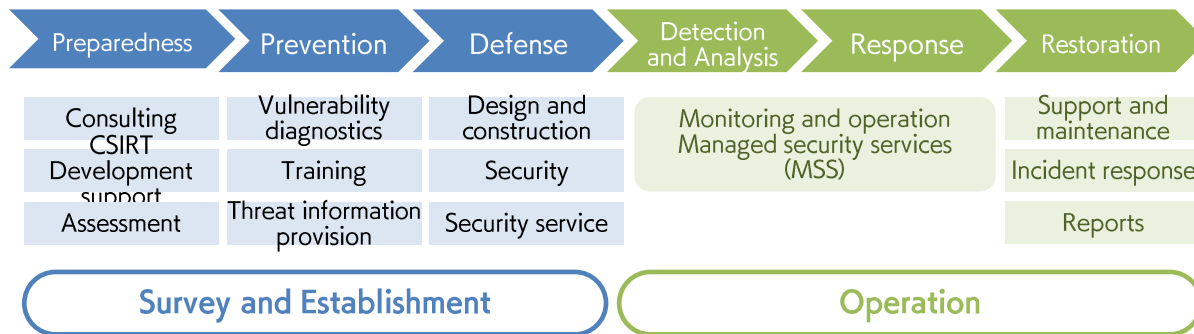 Preparedness
Prevention
Defense
Detection
and Analysis
Response
Restoration
Consulting
CSIRT
Development
support
Assessment
Vulnerability
diagnostics
Training
Threat information
provision
Design and
construction
Security
Security service
Monitoring and operation
Managed security services
(MSS)
Support and
maintenance
Incident response
Reports
Survey and Establishment
Operation